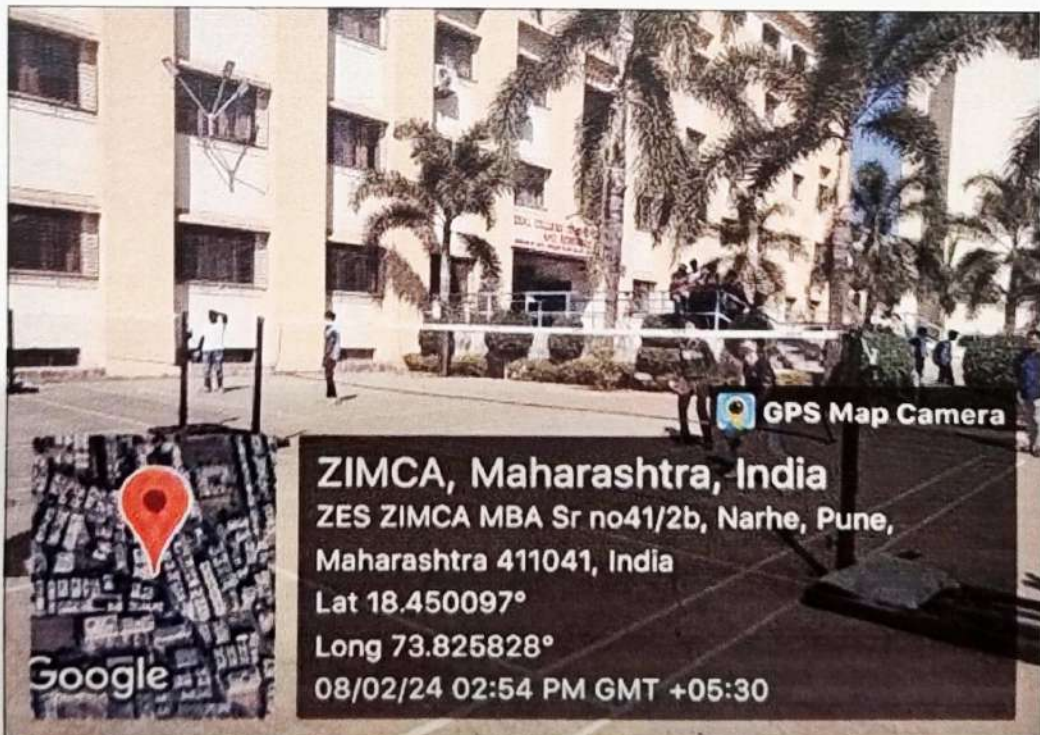 GPS Map Camera
ZIMCA, Maharashtra, India
ZES ZIMCA MBA Sr no41/2b, Narhe, Pune,
Maharashtra 411041, India
Lat 18.450097°
Long 73.825828°
08/02/24 02:54 PM GMT +05:30
Google